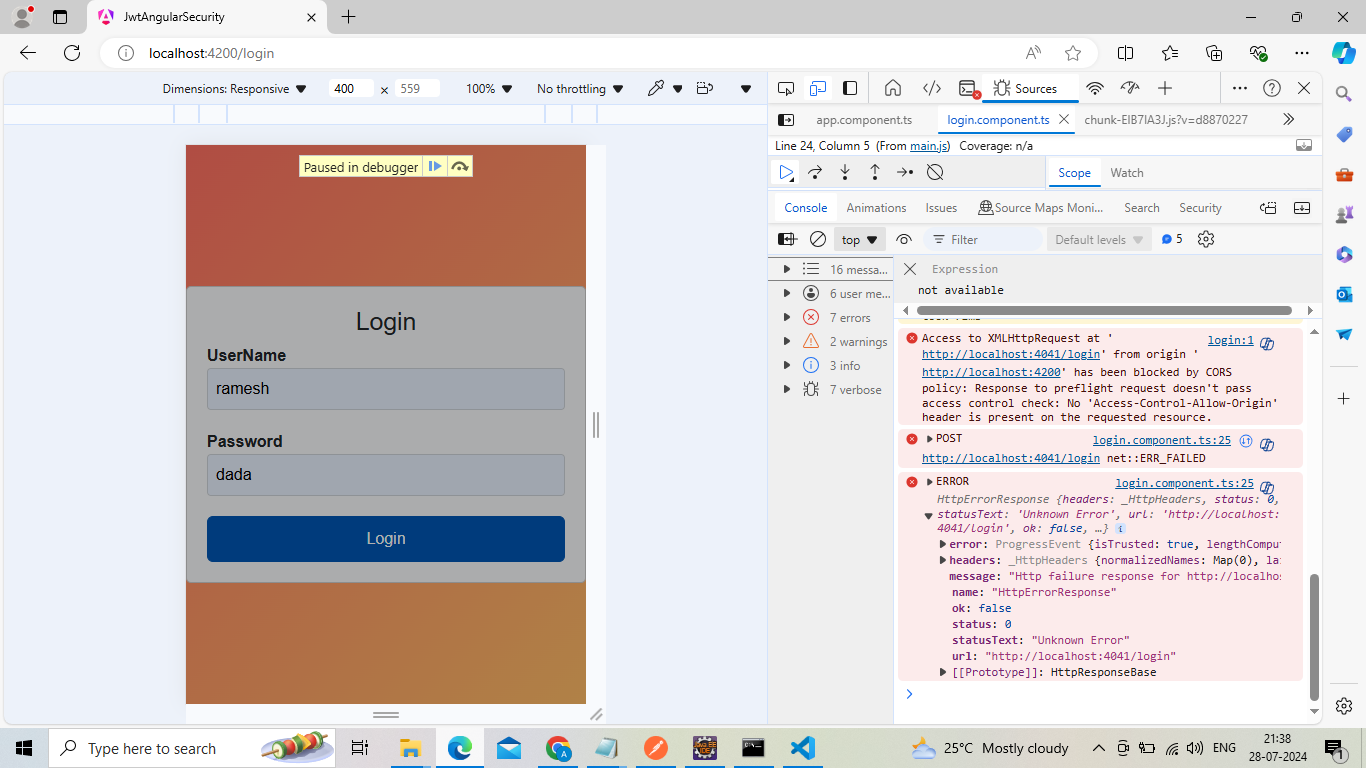 JwtAngularSecurity
localhost:4200/login
Dimensions: Responsive 400 × 559 100% No throttling
Sources
app.component.ts login.component.ts chunk-EIB7IA3J.js?v=d8870227
Line 24, Column 5 (From main.js) Coverage: n/a
Paused in debugger
Scope Watch
Console Animations Issues Source Maps Moni... Search Security
top Filter Default levels 5
16 messa...
6 user me...
7 errors
2 warnings
3 info
7 verbose
Expression
not available
Access to XMLHttpRequest at ' login:1
http://localhost:4041/login' from origin '
http://localhost:4200' has been blocked by CORS
policy: Response to preflight request doesn't pass
access control check: No 'Access-Control-Allow-Origin'
header is present on the requested resource.
POST login.component.ts:25
http://localhost:4041/login net::ERR_FAILED
ERROR login.component.ts:25
HttpErrorResponse {headers: _HttpHeaders, status: 0,
statusText: 'Unknown Error', url: 'http://localhost:
4041/login', ok: false, …} i
error: ProgressEvent {isTrusted: true, lengthComput
headers: _HttpHeaders {normalizedNames: Map(0), la
message: "Http failure response for http://localhos
name: "HttpErrorResponse"
ok: false
status: 0
statusText: "Unknown Error"
url: "http://localhost:4041/login"
[[Prototype]]: HttpResponseBase
Login
UserName
ramesh
Password
dada
Login
Type here to search
25°C Mostly cloudy ENG 21:38
28-07-2024 1